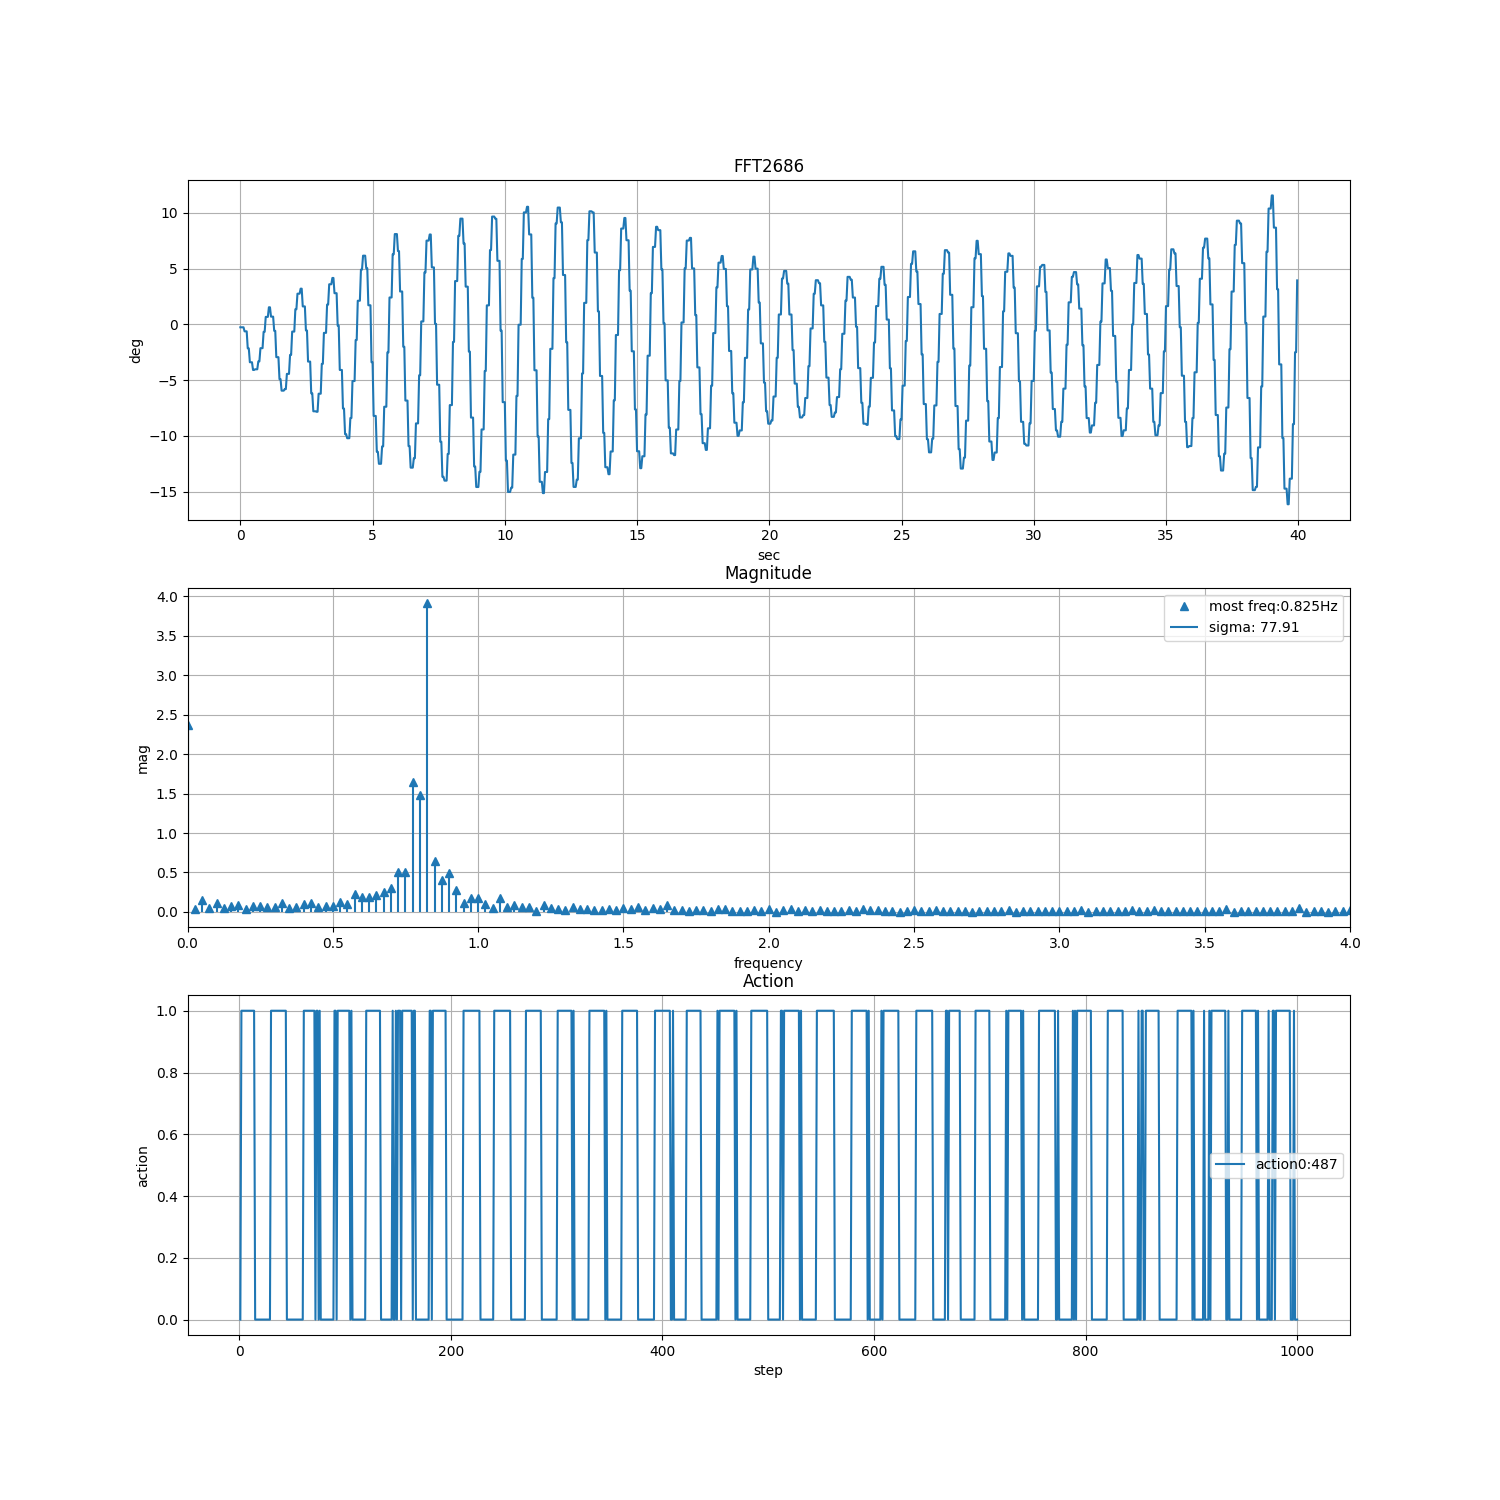 FFT2686
10
5
0
−5
−10
−15
deg
0 5 10 15 20 25 30 35 40
sec
Magnitude
4.0
3.5
3.0
2.5
2.0
1.5
1.0
0.5
0.0
mag
most freq:0.825Hz
sigma: 77.91
0.0 0.5 1.0 1.5 2.0 2.5 3.0 3.5 4.0
frequency
Action
1.0
0.8
0.6
0.4
0.2
0.0
action
action0:487
0 200 400 600 800 1000
step